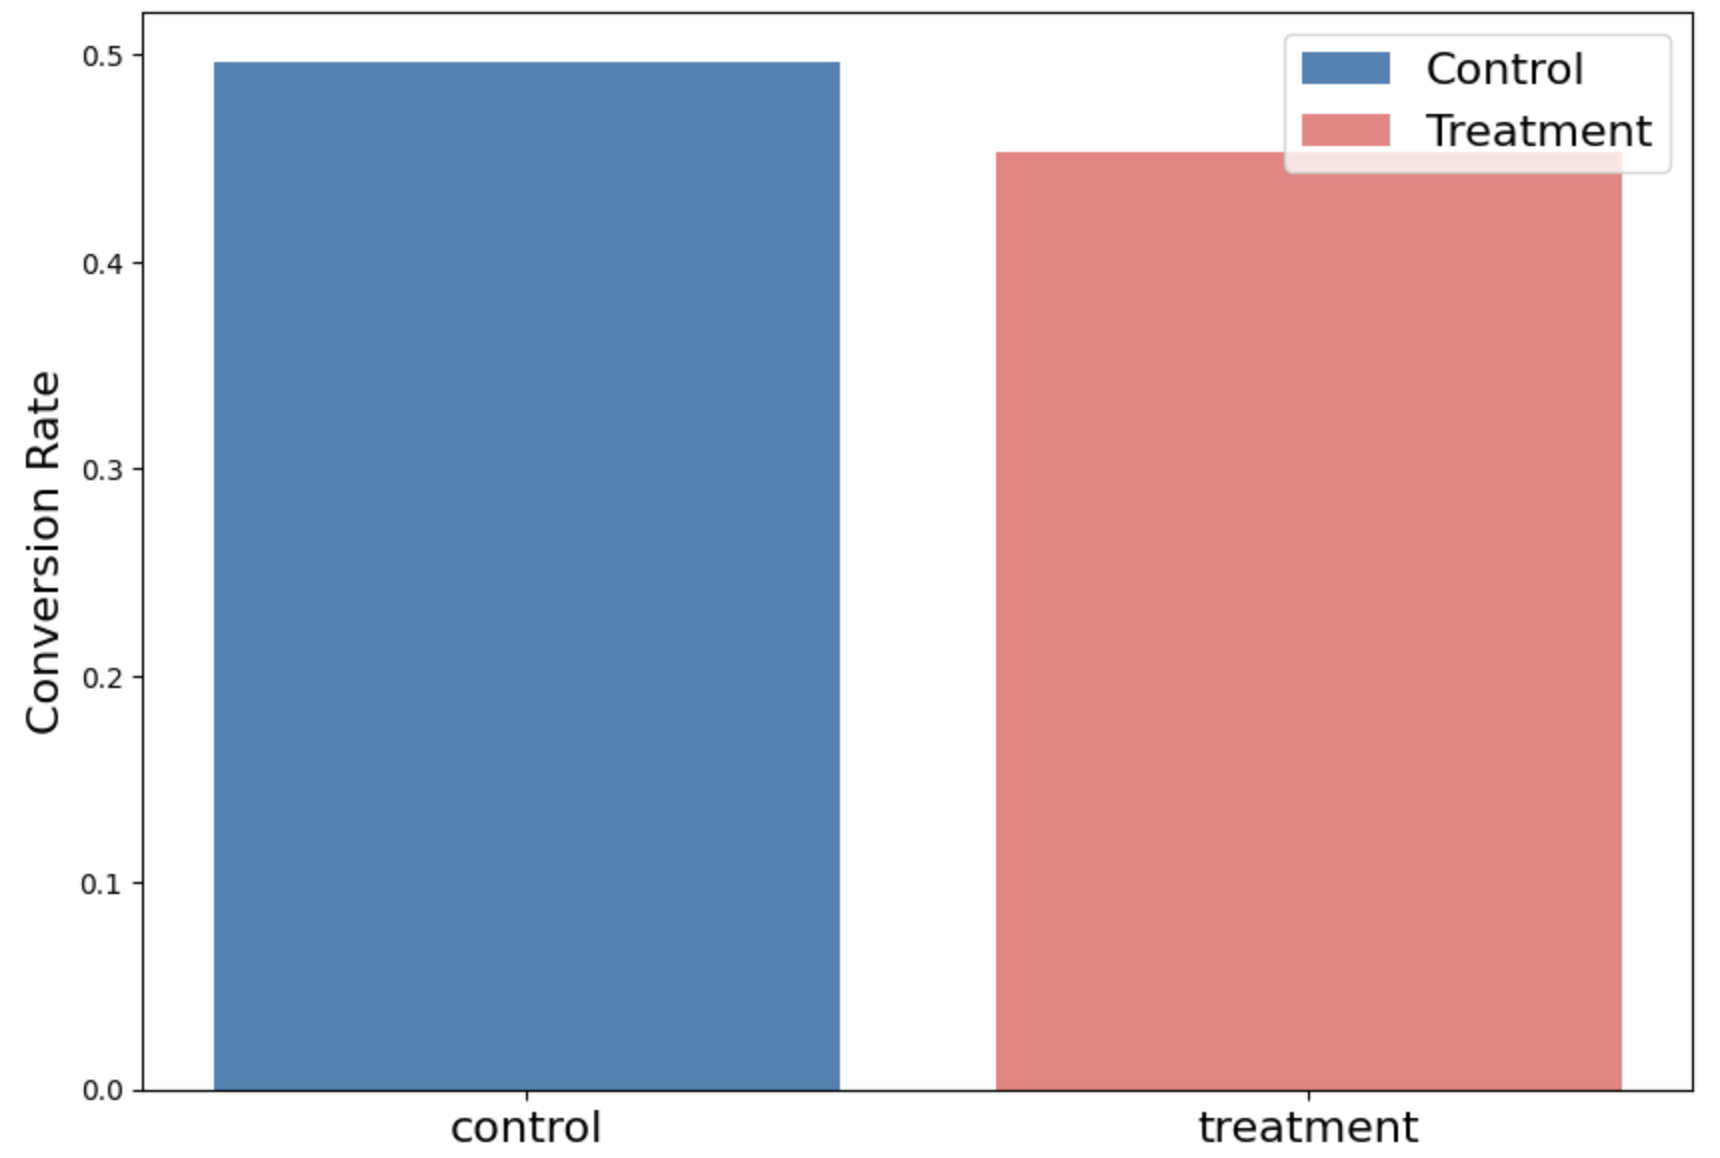 Control
Treatment
0.5
0.4
0.3
0.2
0.1
0.0
Conversion Rate
control
treatment